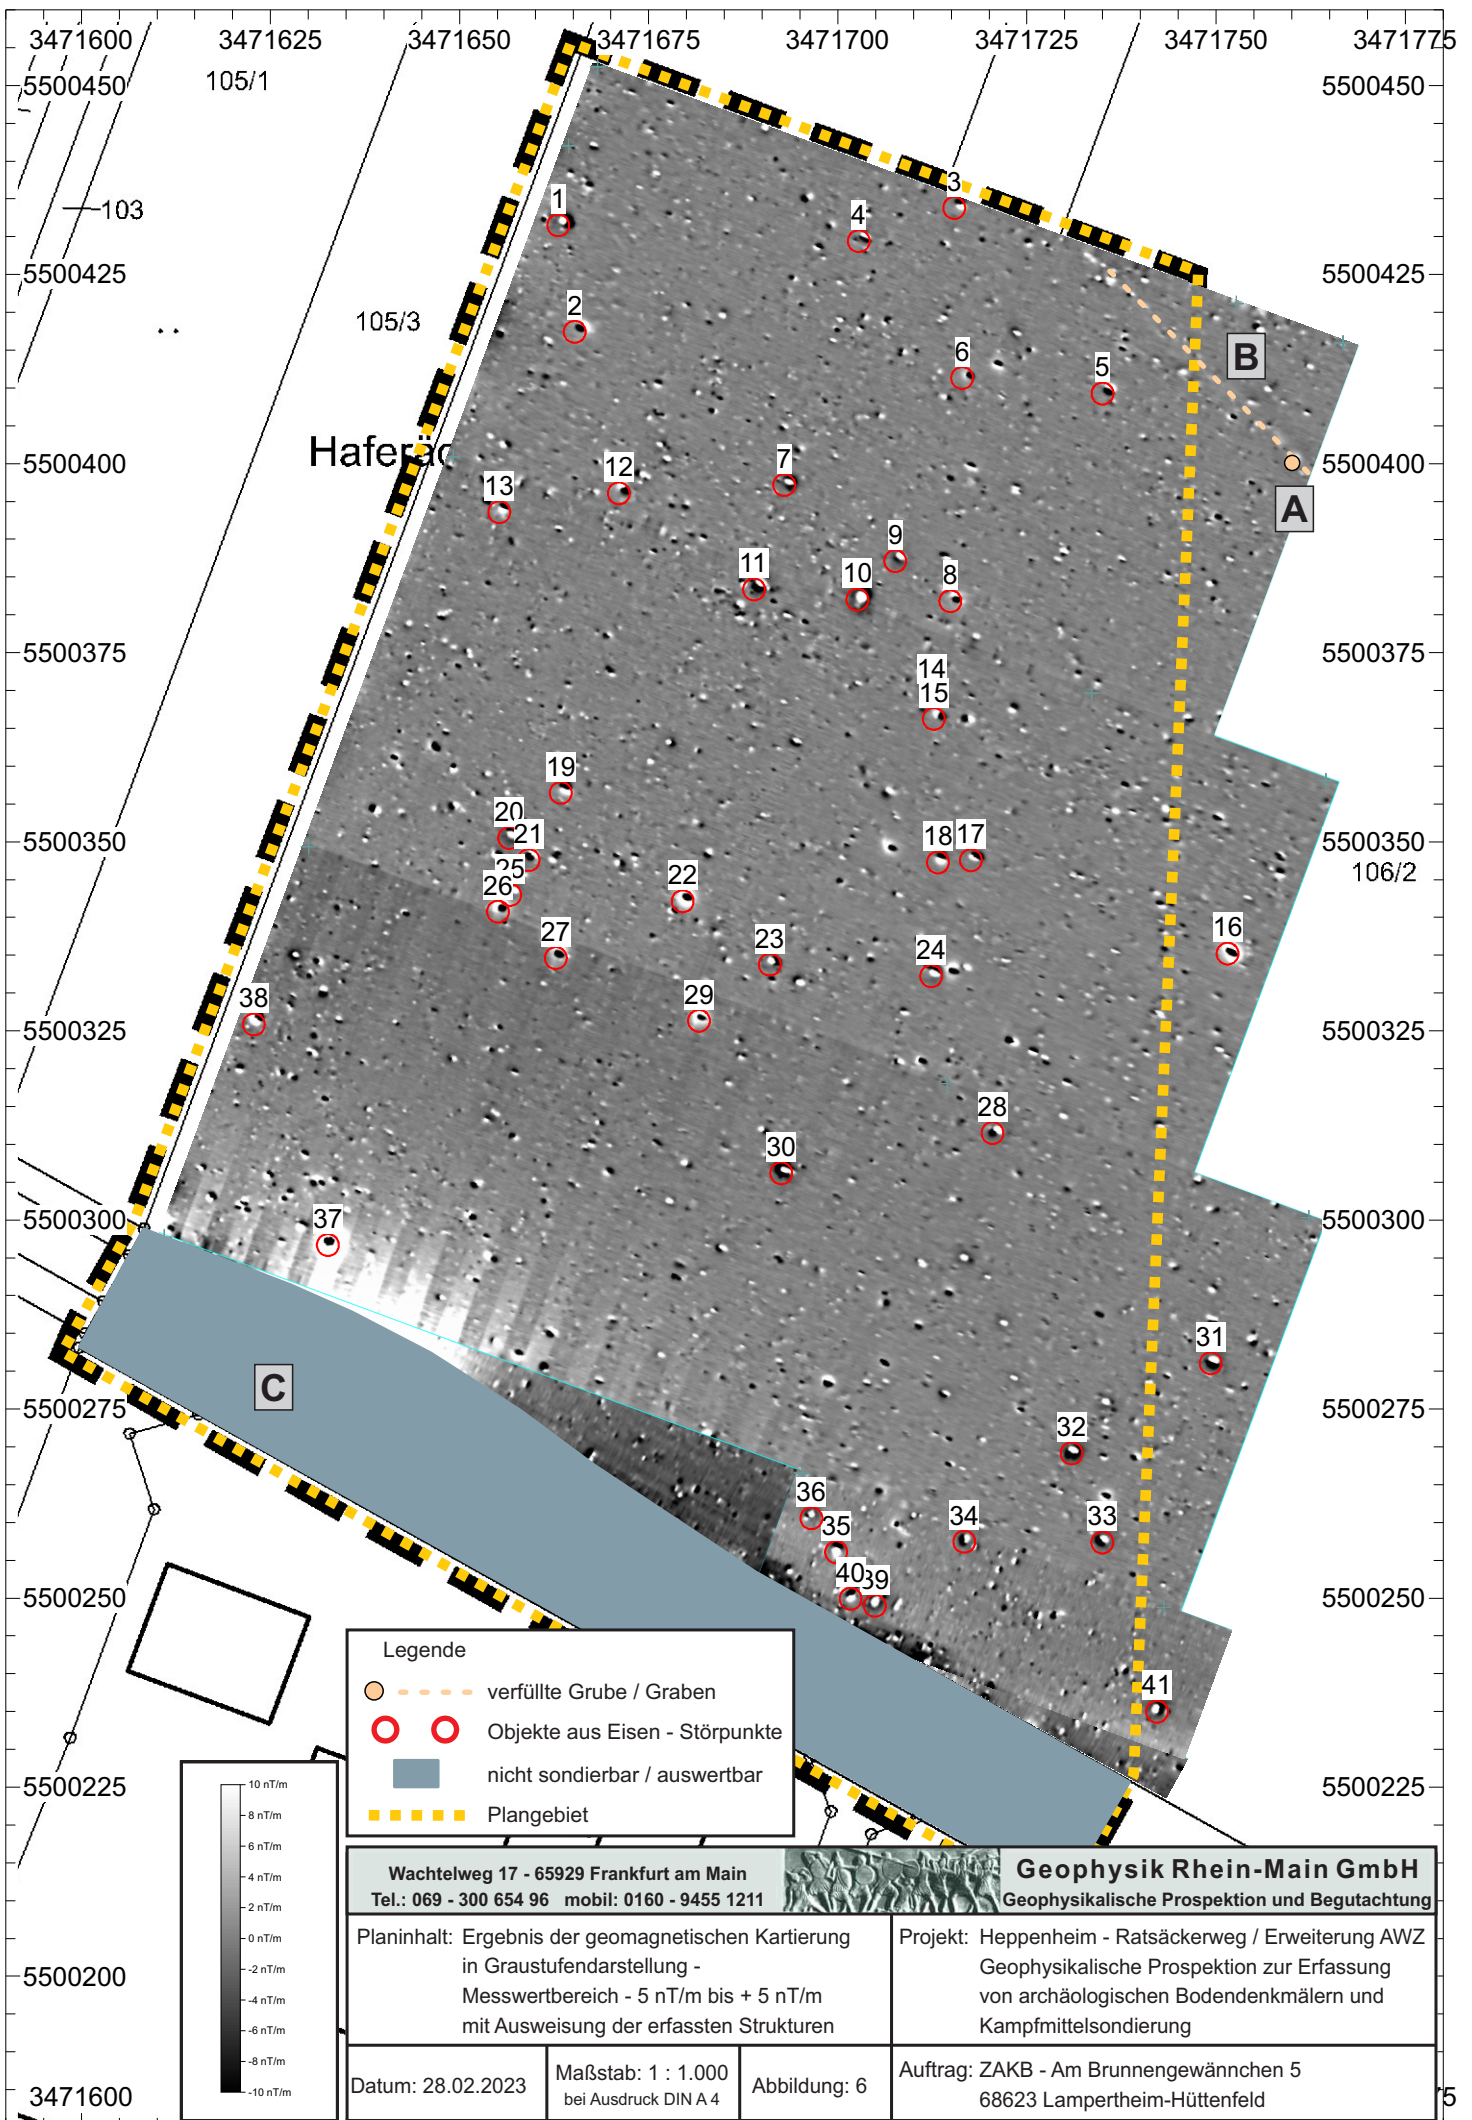 3471600 3471625 3471650 3471675 3471700 3471725 3471750 3471775
105/1
5500450 5500450
103
3
1
4
5500425 5500425
2
105/3
B
6
5
Haferäc
5500400 5500400
12
7
13
A
9
11
10
8
5500375 5500375
14
15
19
20
21
5500350 5500350
18 17
25
106/2
26
22
27
23
24
16
38
29
5500325 5500325
28
30
37
5500300 5500300
31
C
5500275 5500275
32
36
35
34
33
40
39
5500250 5500250
41
5500225 5500225
5500200
3471600
Legende
verfüllte Grube / Graben
Objekte aus Eisen - Störpunkte
nicht sondierbar / auswertbar
Plangebiet
10 nT/m
8 nT/m
6 nT/m
4 nT/m
2 nT/m
0 nT/m
-2 nT/m
-4 nT/m
-6 nT/m
-8 nT/m
-10 nT/m
Wachtelweg 17 - 65929 Frankfurt am Main
Tel.: 069 - 300 654 96 mobil: 0160 - 9455 1211
Geophysik Rhein-Main GmbH
Geophysikalische Prospektion und Begutachtung
Planinhalt: Ergebnis der geomagnetischen Kartierung
in Graustufendarstellung -
Messwertbereich - 5 nT/m bis + 5 nT/m
mit Ausweisung der erfassten Strukturen
Projekt: Heppenheim - Ratsäckerweg / Erweiterung AWZ
Geophysikalische Prospektion zur Erfassung
von archäologischen Bodendenkmälern und
Kampfmittelsondierung
Datum: 28.02.2023
Maßstab: 1 : 1.000
bei Ausdruck DIN A 4
Abbildung: 6
Auftrag: ZAKB - Am Brunnengewännchen 5
68623 Lampertheim-Hüttenfeld
5